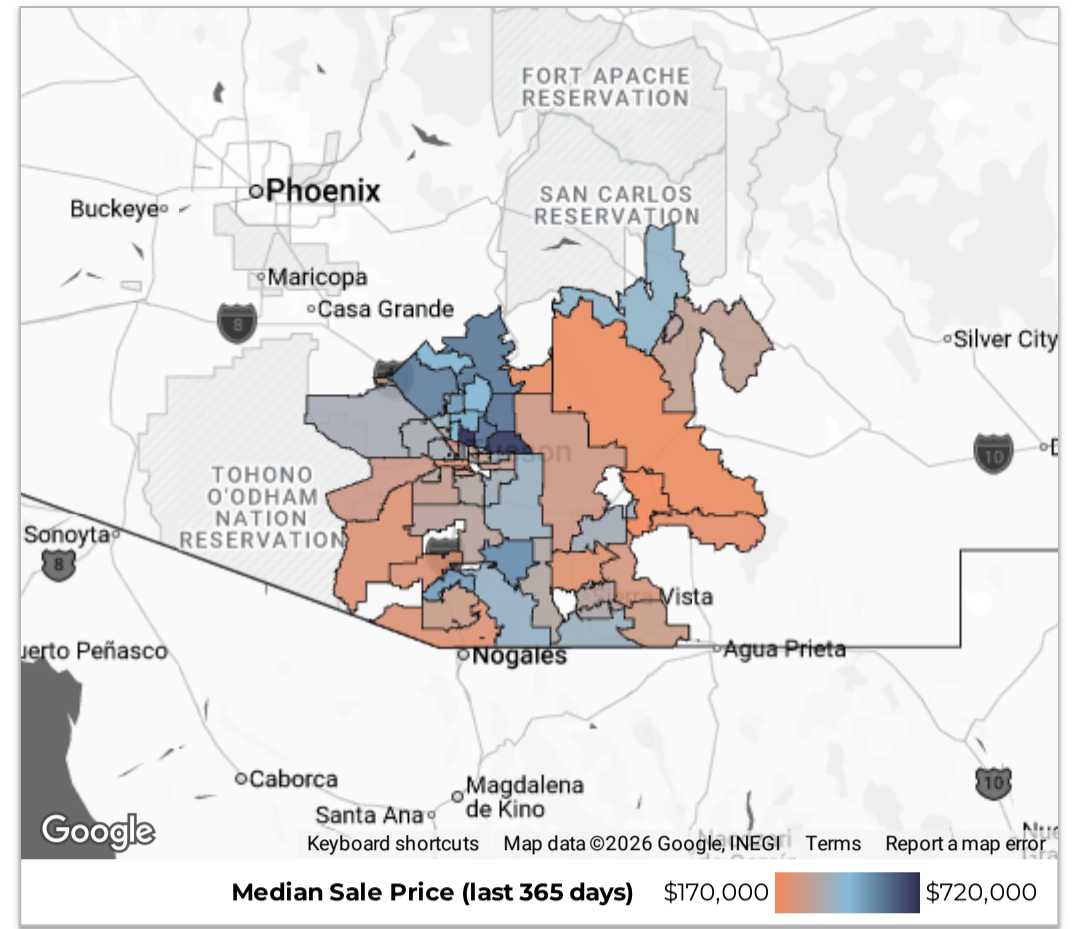 FORT APACHE
RESERVATION
Phoenix
Buckeye
SAN CARLOS
RESERVATION
Maricopa
Casa Grande
8
Silver City
10
TOHONO
O'ODHAM
NATION
RESERVATION
Sonoyta
8
Sierra Vista
uerto Peñasco
Nogales
Agua Prieta
Caborca
Magdalena
de Kino
10
Santa Ana
Google
Keyboard shortcuts
Map data ©2026 Google, INEGI
Terms
Report a map error
Median Sale Price (last 365 days)
$170,000
$720,000